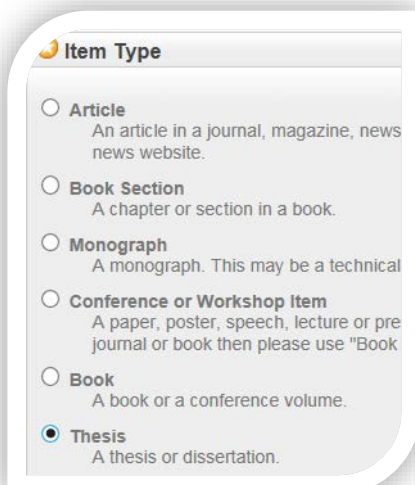 Item Type
Article
An article in a journal, magazine, news
news website.
Book Section
A chapter or section in a book.
Monograph
A monograph. This may be a technical
Conference or Workshop Item
A paper, poster, speech, lecture or pre
journal or book then please use "Book
Book
A book or a conference volume.
Thesis
A thesis or dissertation.